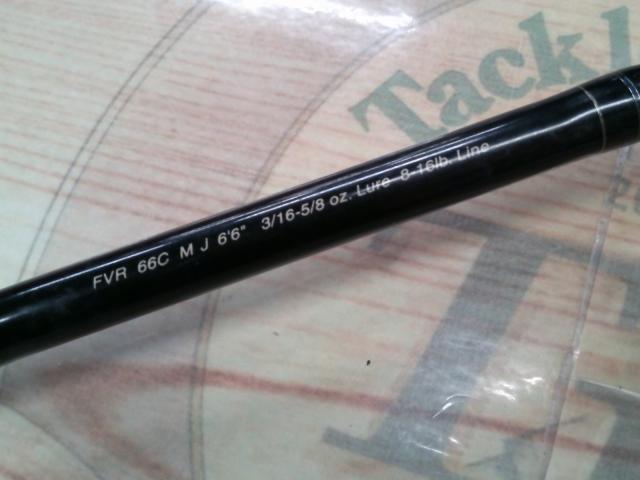 Tackl
FVR 66C M J 6'6" 3/16-5/8 oz. Lure 8-16lb. Line